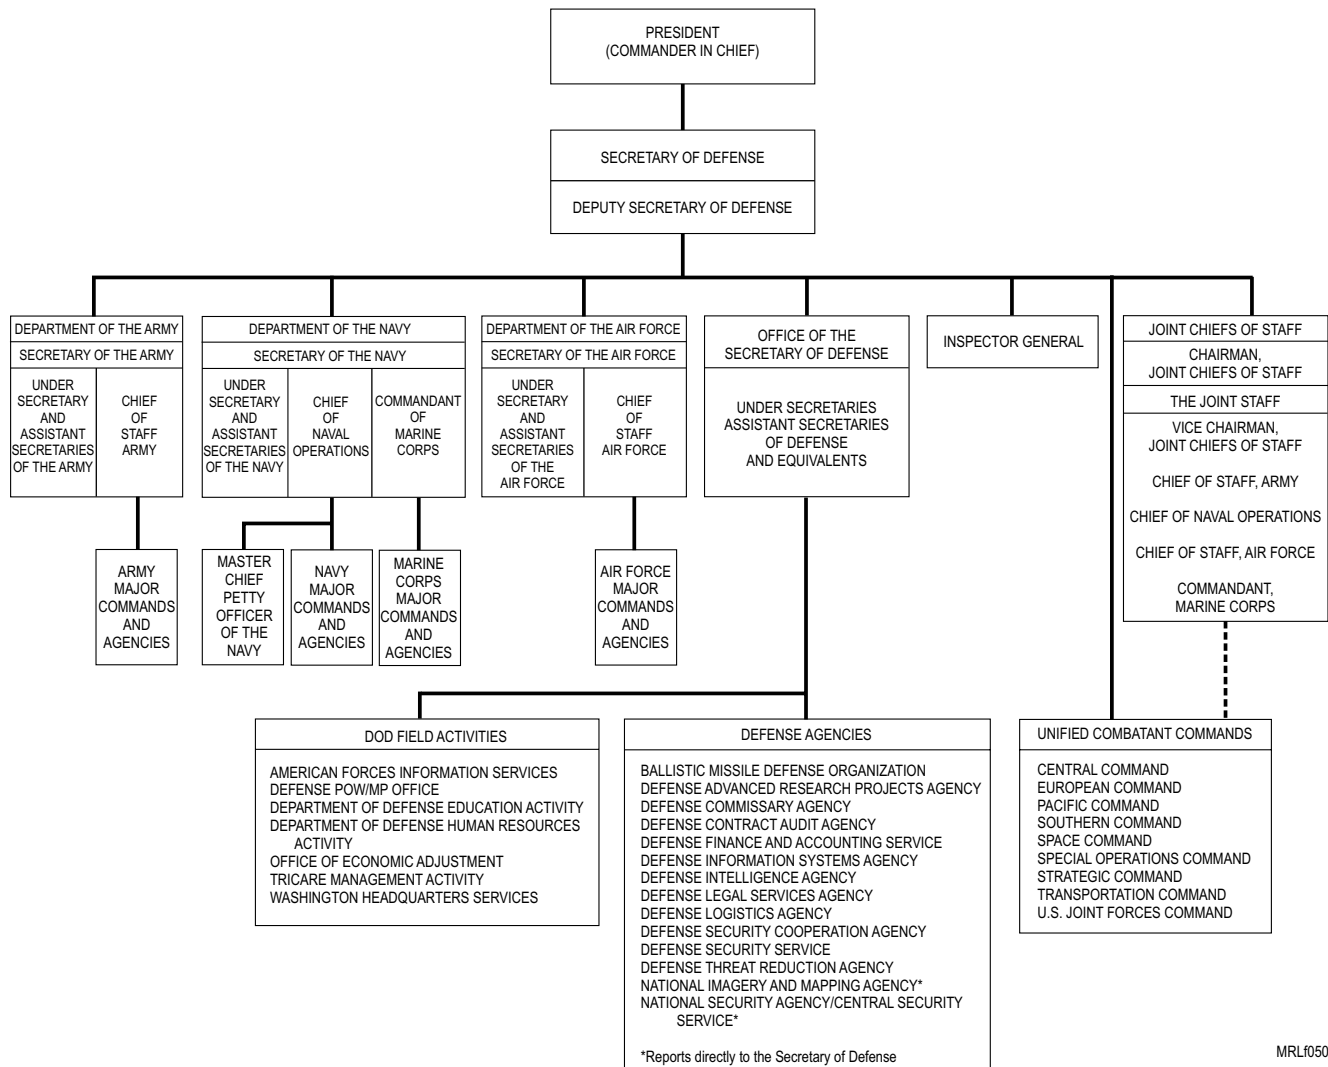 PRESIDENT
(COMMANDER IN CHIEF)
SECRETARY OF DEFENSE
DEPUTY SECRETARY OF DEFENSE
DEPARTMENT OF THE ARMY
SECRETARY OF THE ARMY
UNDER
SECRETARY
AND
ASSISTANT
SECRETARIES
OF THE ARMY
CHIEF
OF
STAFF
ARMY
DEPARTMENT OF THE NAVY
SECRETARY OF THE NAVY
UNDER
SECRETARY
AND
ASSISTANT
SECRETARIES
OF THE NAVY
CHIEF
OF
NAVAL
OPERATIONS
COMMANDANT
OF
MARINE
CORPS
DEPARTMENT OF THE AIR FORCE
SECRETARY OF THE AIR FORCE
UNDER
SECRETARY
AND
ASSISTANT
SECRETARIES
OF THE
AIR FORCE
CHIEF
OF
STAFF
AIR FORCE
OFFICE OF THE
SECRETARY OF DEFENSE
UNDER SECRETARIES
ASSISTANT SECRETARIES
OF DEFENSE
AND EQUIVALENTS
INSPECTOR GENERAL
JOINT CHIEFS OF STAFF
CHAIRMAN,
JOINT CHIEFS OF STAFF
THE JOINT STAFF
VICE CHAIRMAN,
JOINT CHIEFS OF STAFF
CHIEF OF STAFF, ARMY
CHIEF OF NAVAL OPERATIONS
CHIEF OF STAFF, AIR FORCE
COMMANDANT,
MARINE CORPS
ARMY
MAJOR
COMMANDS
AND
AGENCIES
MASTER
CHIEF
PETTY
OFFICER
OF THE
NAVY
NAVY
MAJOR
COMMANDS
AND
AGENCIES
MARINE
CORPS
MAJOR
COMMANDS
AND
AGENCIES
AIR FORCE
MAJOR
COMMANDS
AND
AGENCIES
DOD FIELD ACTIVITIES
AMERICAN FORCES INFORMATION SERVICES
DEFENSE POW/MP OFFICE
DEPARTMENT OF DEFENSE EDUCATION ACTIVITY
DEPARTMENT OF DEFENSE HUMAN RESOURCES
ACTIVITY
OFFICE OF ECONOMIC ADJUSTMENT
TRICARE MANAGEMENT ACTIVITY
WASHINGTON HEADQUARTERS SERVICES
DEFENSE AGENCIES
BALLISTIC MISSILE DEFENSE ORGANIZATION
DEFENSE ADVANCED RESEARCH PROJECTS AGENCY
DEFENSE COMMISSARY AGENCY
DEFENSE CONTRACT AUDIT AGENCY
DEFENSE FINANCE AND ACCOUNTING SERVICE
DEFENSE INFORMATION SYSTEMS AGENCY
DEFENSE INTELLIGENCE AGENCY
DEFENSE LEGAL SERVICES AGENCY
DEFENSE LOGISTICS AGENCY
DEFENSE SECURITY COOPERATION AGENCY
DEFENSE SECURITY SERVICE
DEFENSE THREAT REDUCTION AGENCY
NATIONAL IMAGERY AND MAPPING AGENCY*
NATIONAL SECURITY AGENCY/CENTRAL SECURITY
SERVICE*
*Reports directly to the Secretary of Defense
UNIFIED COMBATANT COMMANDS
CENTRAL COMMAND
EUROPEAN COMMAND
PACIFIC COMMAND
SOUTHERN COMMAND
SPACE COMMAND
SPECIAL OPERATIONS COMMAND
STRATEGIC COMMAND
TRANSPORTATION COMMAND
U.S. JOINT FORCES COMMAND
MRLf050